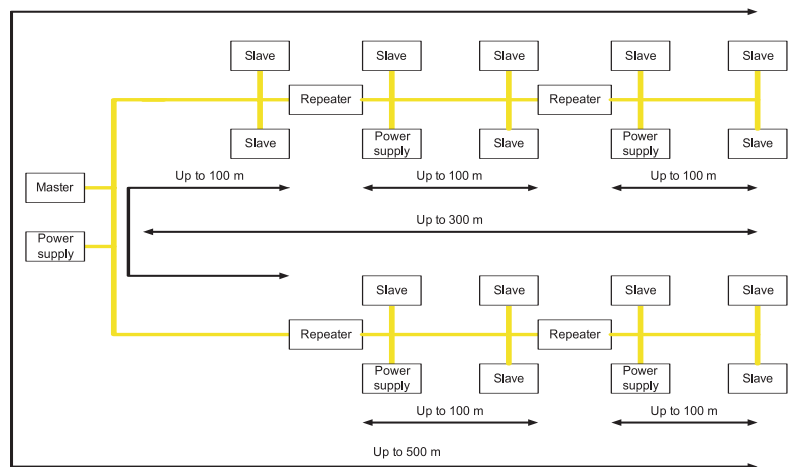 Slave
Slave
Slave
Slave
Slave
Repeater
Repeater
Slave
Power
supply
Slave
Power
supply
Slave
Master
Up to 100 m
Up to 100 m
Up to 100 m
Up to 300 m
Power
supply
Slave
Slave
Slave
Slave
Repeater
Repeater
Power
supply
Slave
Power
supply
Slave
Up to 100 m
Up to 100 m
Up to 500 m